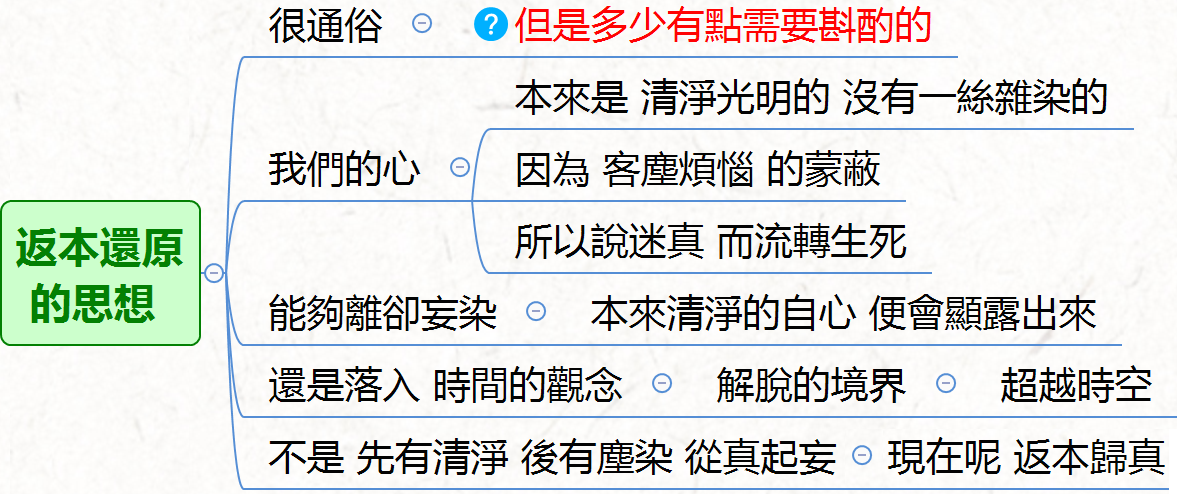 返本還原
的思想
很通俗 ? 但是多少有點需要斟酌的
我們的心
本來是 清淨光明的 沒有一絲雜染的
因為 客塵煩惱 的蒙蔽
所以說迷真 而流轉生死
能夠離卻妄染 本來清淨的自心 便會顯露出來
還是落入 時間的觀念 解脫的境界 超越時空
不是 先有清淨 後有塵染 從真起妄 現在呢 返本歸真